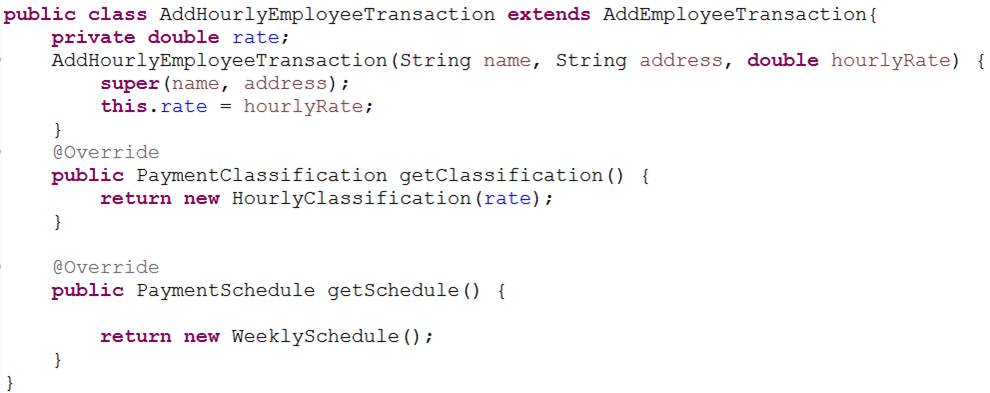 public class AddHourlyEmployeeTransaction extends AddEmployeeTransaction{
    private double rate;
    AddHourlyEmployeeTransaction(String name, String address, double hourlyRate) {
        super(name, address);
        this.rate = hourlyRate;
    }
    @Override
    public PaymentClassification getClassification() {
        return new HourlyClassification(rate);
    }

    @Override
    public PaymentSchedule getSchedule() {

        return new WeeklySchedule();
    }
}